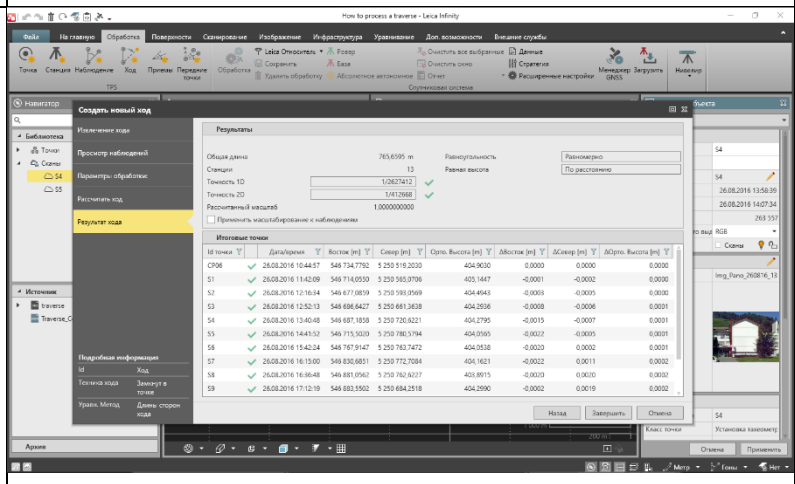 How to process a traverse - Leica Infinity
Файл На главную Обработка Поверхности Сканирование Изображение Инфраструктура Уравнивание Доп. возможности Внешние службы
Точка Станция Наблюдение Ход Приемы Передние точки Обработка
Leica Относител. Ровер Очистить все выбранные Данные
Сохранить База Очистить окно Стратегия
Удалить обработку Абсолютное автономное Отчет Расширенные настройки
Менеджер GNSS Загрузить Нивелир
TPS Спутниковая система
Навигатор
Библиотека
Точки
Сканы
S4
S5
Источник
traverse
Архив
Создать новый ход
Извлечение хода
Просмотр наблюдений
Параметры обработки:
Рассчитать ход
Результат хода
Подробная информация
Id Ход
Техника хода Замкнут в точке
Уравн. Метод Длины сторон хода
Результаты
Общая длина 765,6595 m Равноугольность Равномерно
Станции 13 Равная высота По расстоянию
Точность 1D 1/2627412
Точность 2D 1/412668
Рассчитанный масштаб 1,0000000000
Применить масштабирование к наблюдениям
Итоговые точки
Id точки Дата/время Восток [m] Север [m] Орто. Высота [m] ΔВосток [m] ΔСевер [m] ΔОрто. Высота [m]
CP06 26.08.2016 10:44:57 546 734,7792 5 250 519,2030 404,9030 0,0000 0,0000 0,0000
S1 26.08.2016 11:42:09 546 714,0550 5 250 565,0706 405,1447 -0,0001 -0,0002 0,0000
S2 26.08.2016 12:16:34 546 677,0859 5 250 593,0569 404,4943 -0,0003 -0,0005 0,0000
S3 26.08.2016 12:52:13 546 686,6427 5 250 661,3638 404,2936 -0,0008 -0,0006 0,0001
S4 26.08.2016 13:40:48 546 687,1858 5 250 720,6221 404,2795 -0,0015 -0,0007 0,0001
S5 26.08.2016 14:41:52 546 715,5020 5 250 780,5794 404,0565 -0,0022 -0,0005 0,0001
S6 26.08.2016 15:42:24 546 767,9147 5 250 763,7472 404,0538 -0,0020 0,0002 0,0001
S7 26.08.2016 16:15:00 546 830,6851 5 250 772,7084 404,1621 -0,0022 0,0011 0,0002
S8 26.08.2016 16:36:48 546 881,0562 5 250 762,6227 403,8915 -0,0020 0,0020 0,0002
S9 26.08.2016 17:12:19 546 883,5502 5 250 684,2518 404,2990 -0,0002 0,0019 0,0002
Назад Завершить Отмена
S4
S4
26.08.2016 13:58:39
26.08.2016 14:07:34
263 557
RGB
Сканы
Img_Pano_260816_13
S4
Класс точки Установка тахеометр
200 m
Отмена Применить
Метр Гоны Нет